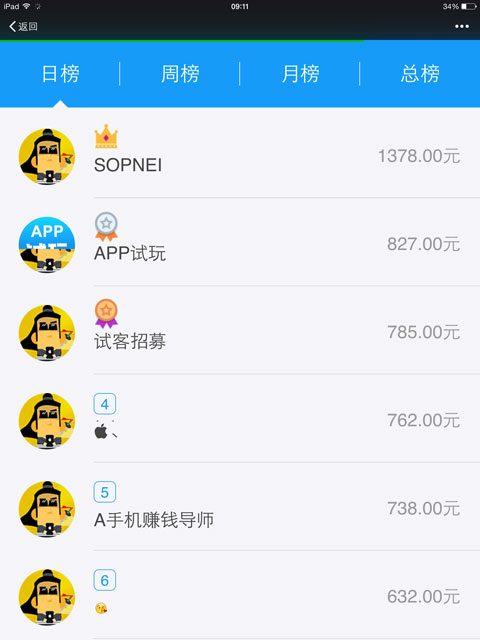 iPad 09:11 34%
返回
日榜 周榜 月榜 总榜
SOPNEI
1378.00元
APP
试玩
APP试玩
827.00元
试客招募
785.00元
4
、
762.00元
5
A手机赚钱导师
738.00元
6
632.00元